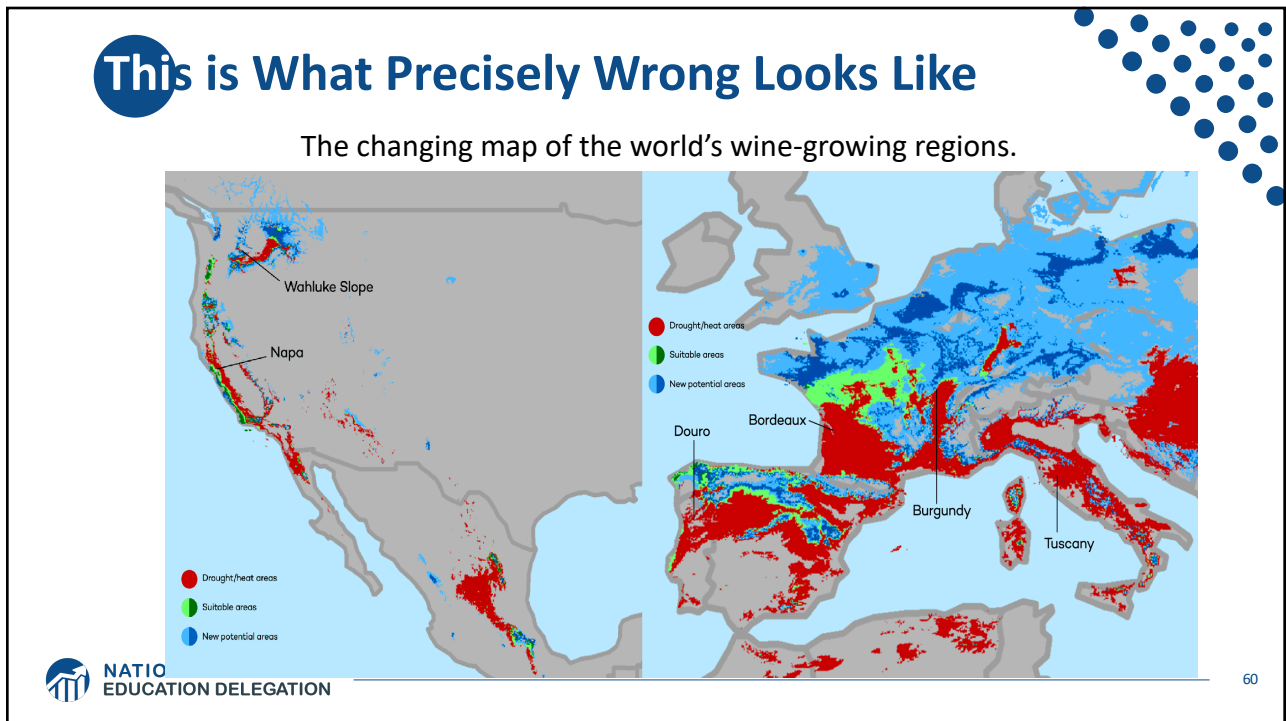 This is What Precisely Wrong Looks Like
The changing map of the world's wine-growing regions.
Wahluke Slope
Napa
Drought/heat areas
Suitable areas
New potential areas
Drought/heat areas
Suitable areas
New potential areas
Bordeaux
Douro
Burgundy
Tuscany
NATIO
EDUCATION DELEGATION
60